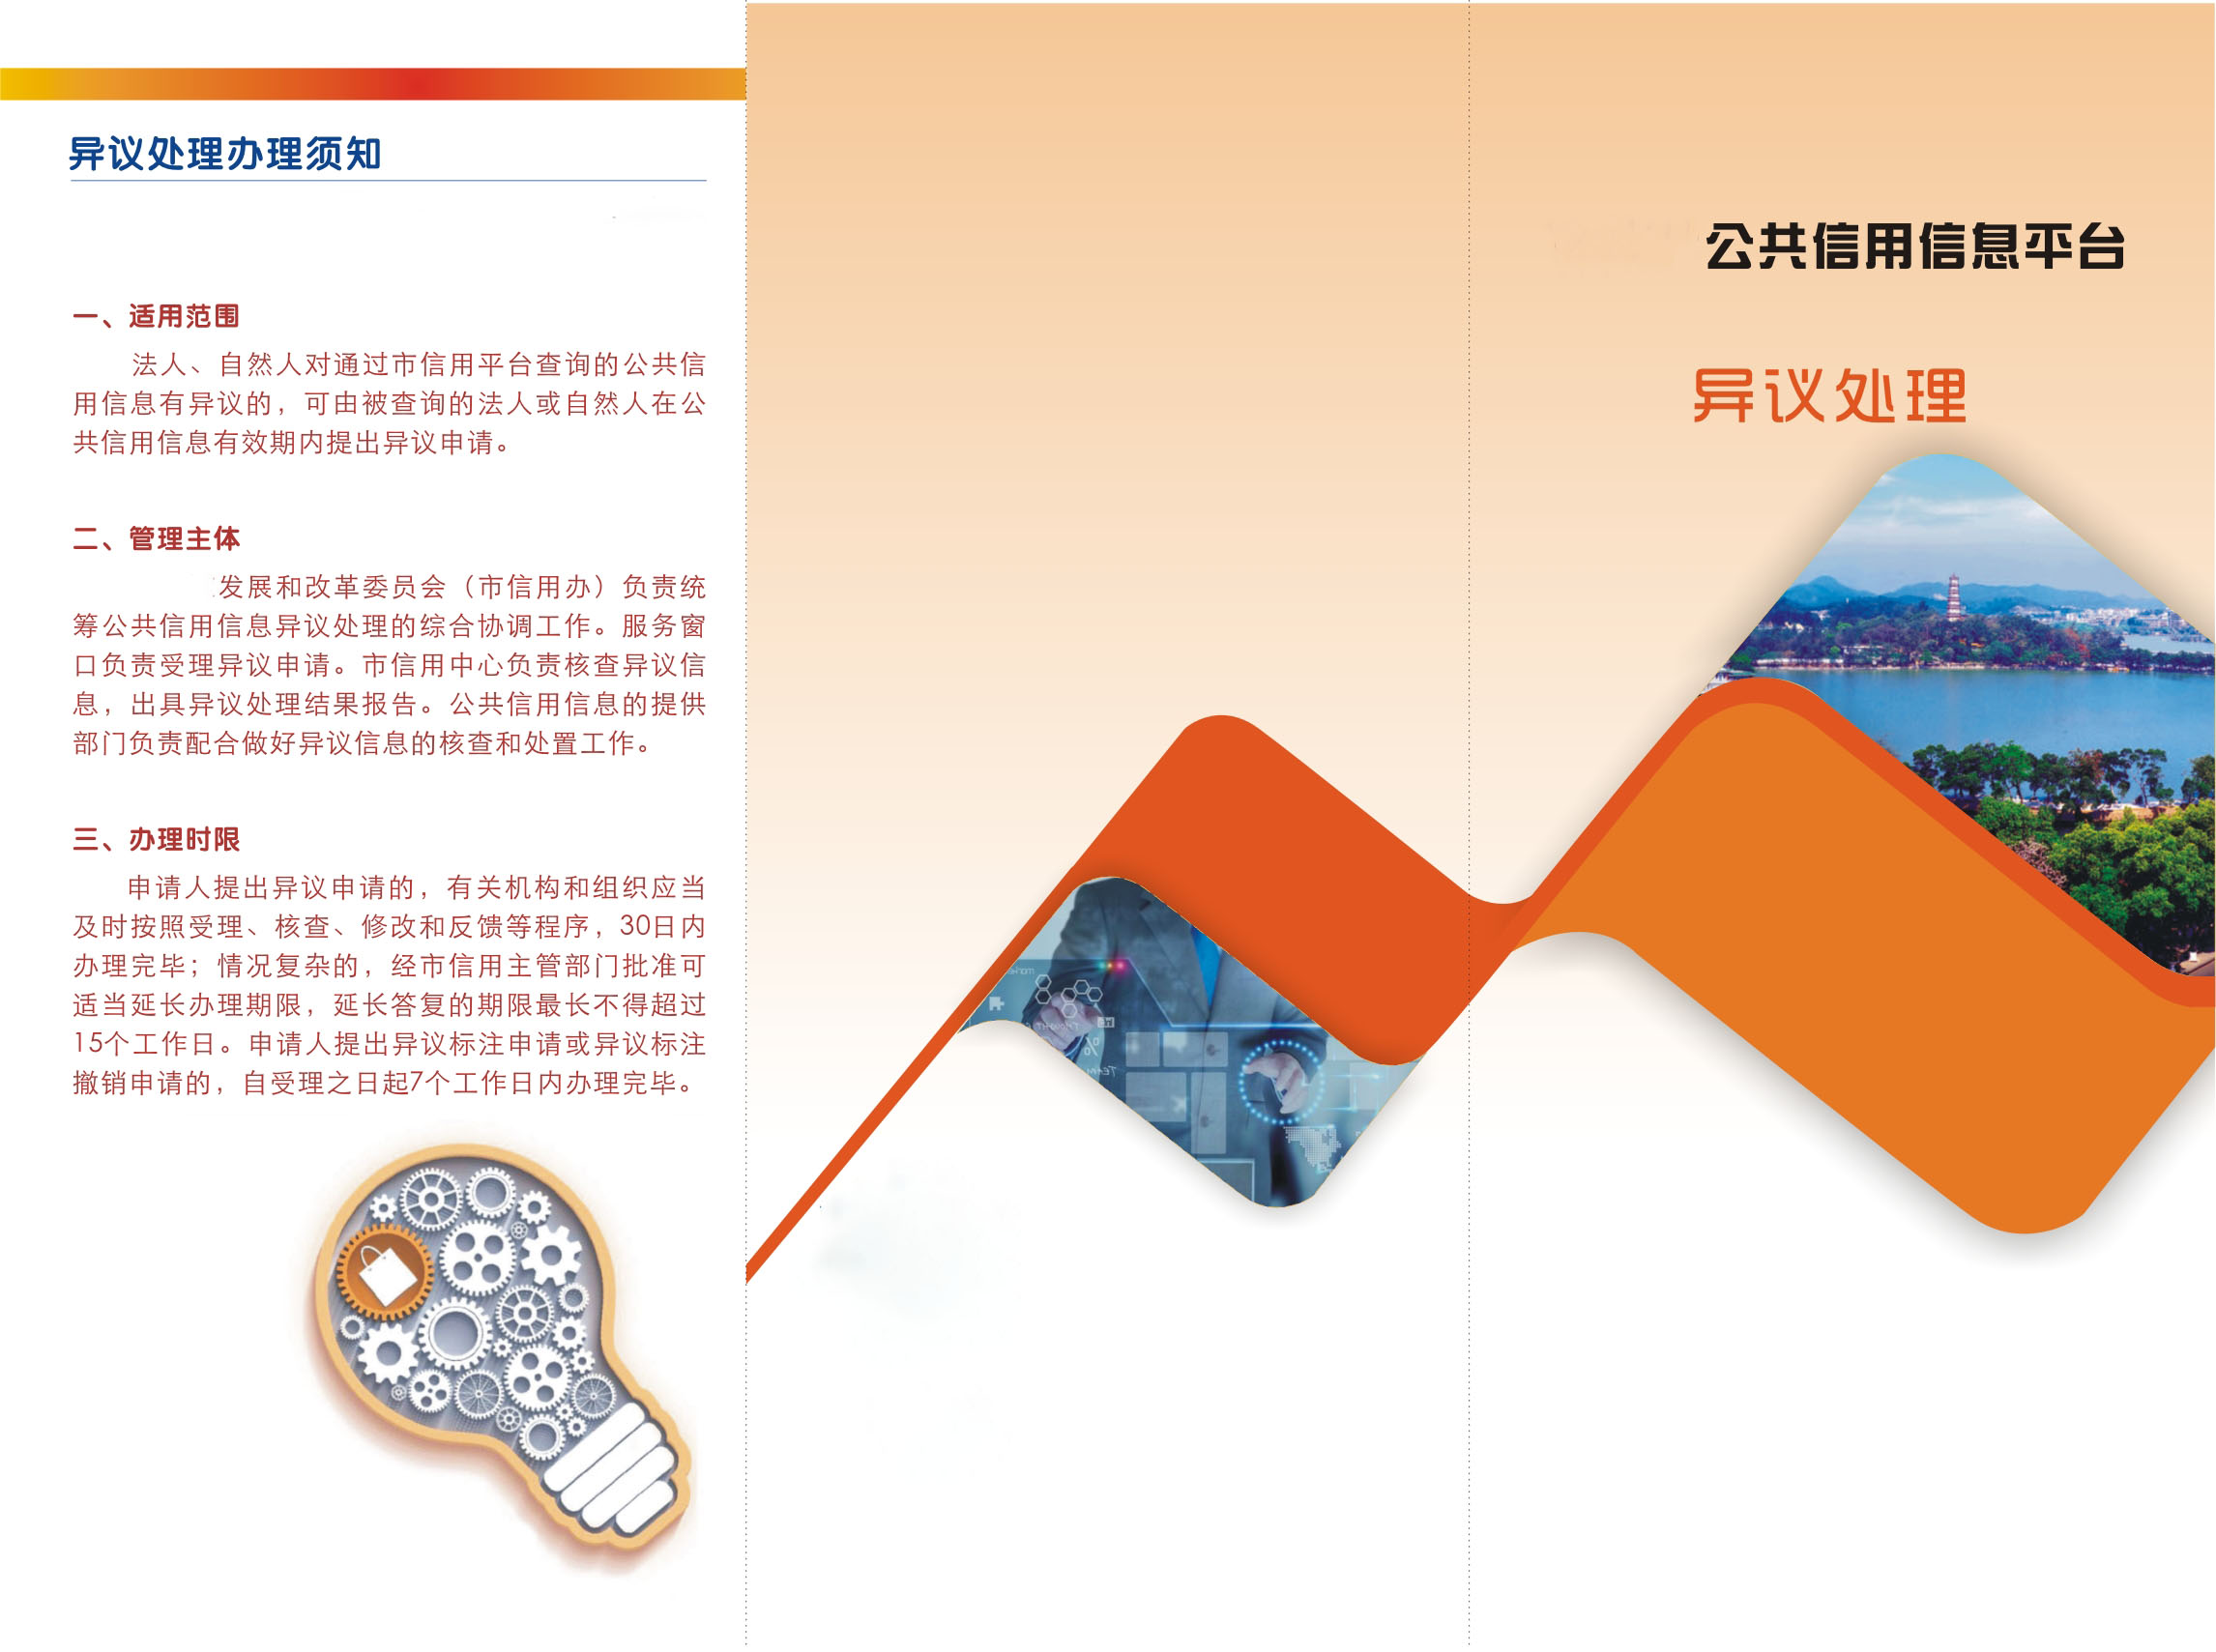 异议处理办理须知
一、适用范围
法人、自然人对通过市信用平台查询的公共信
用信息有异议的，可由被查询的法人或自然人在公
共信用信息有效期内提出异议申请。
二、管理主体
发展和改革委员会（市信用办）负责统
筹公共信用信息异议处理的综合协调工作。服务窗
口负责受理异议申请。市信用中心负责核查异议信
息，出具异议处理结果报告。公共信用信息的提供
部门负责配合做好异议信息的核查和处置工作。
三、办理时限
申请人提出异议申请的，有关机构和组织应当
及时按照受理、核查、修改和反馈等程序，30日内
办理完毕；情况复杂的，经市信用主管部门批准可
适当延长办理期限，延长答复的期限最长不得超过
15个工作日。申请人提出异议标注申请或异议标注
撤销申请的，自受理之日起7个工作日内办理完毕。
公共信用信息平台
异议处理